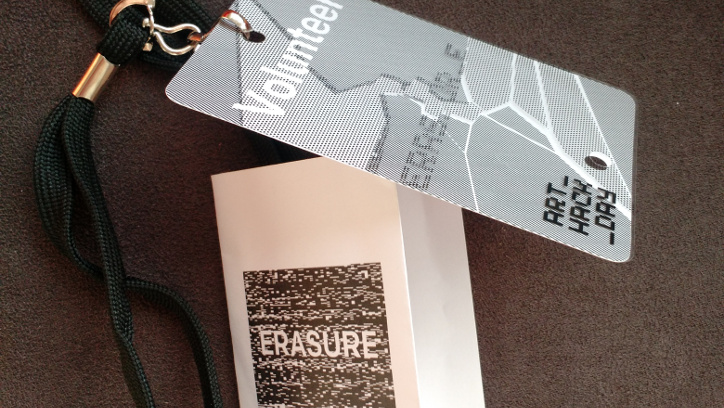 Volunteer
ART_
HACK
_DAY
ERASURE